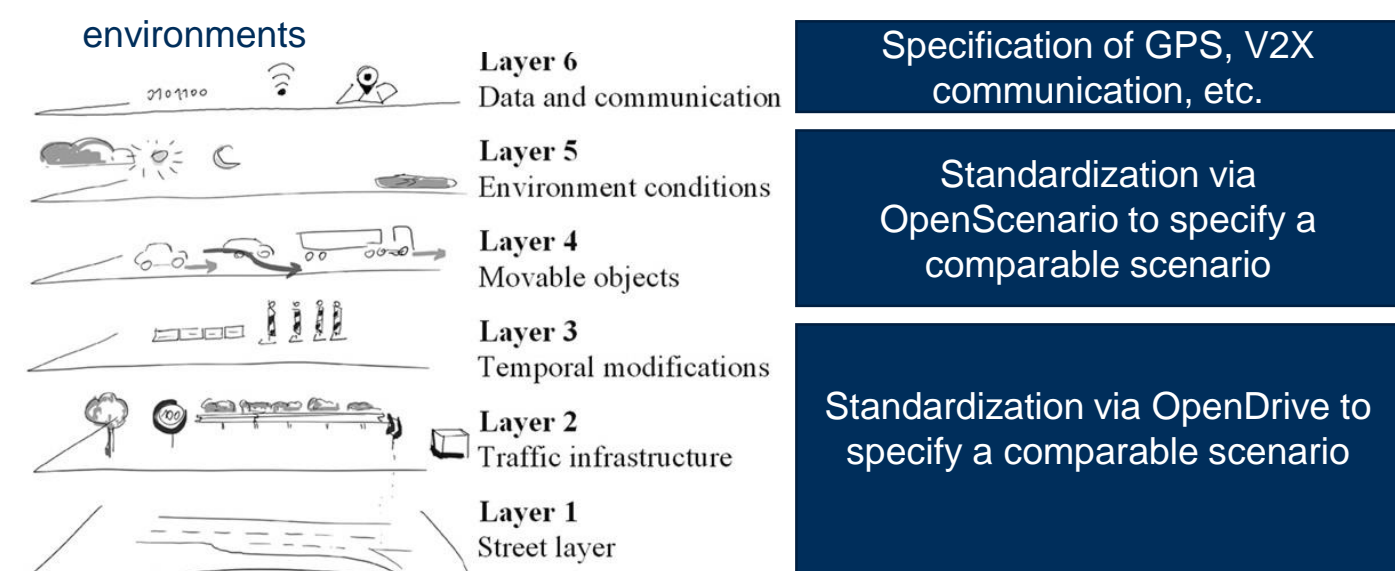 environments
Layer 6
Data and communication
Specification of GPS, V2X
communication, etc.
0101100
Layer 5
Environment conditions
Standardization via
OpenScenario to specify a
comparable scenario
Layer 4
Movable objects
Layer 3
Temporal modifications
Standardization via OpenDrive to
specify a comparable scenario
100
Layer 2
Traffic infrastructure
Layer 1
Street layer